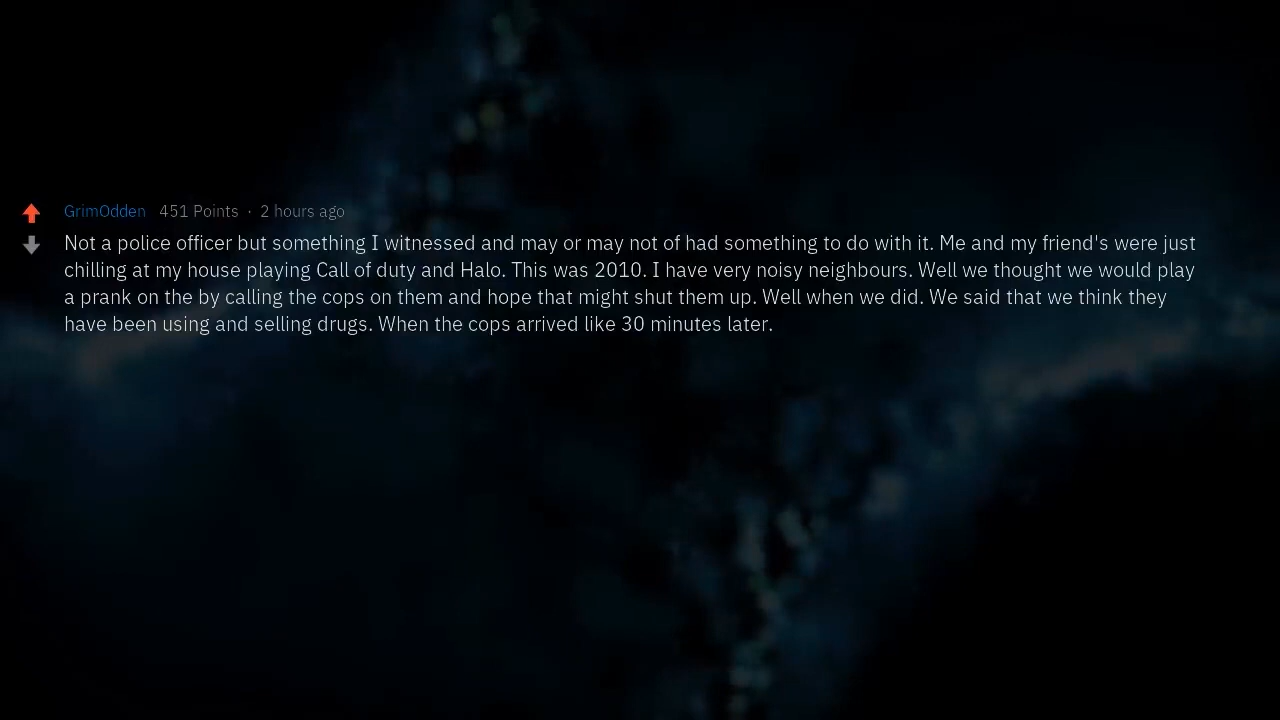 GrimOdden 451 Points · 2 hours ago
Not a police officer but something I witnessed and may or may not of had something to do with it. Me and my friend's were just
chilling at my house playing Call of duty and Halo. This was 2010. I have very noisy neighbours. Well we thought we would play
a prank on the by calling the cops on them and hope that might shut them up. Well when we did. We said that we think they
have been using and selling drugs. When the cops arrived like 30 minutes later.